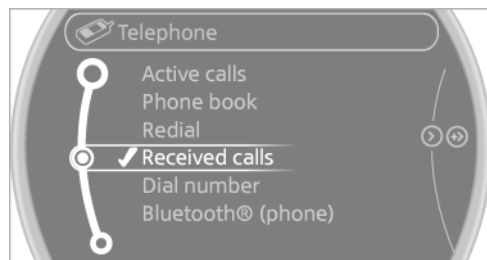 Telephone
Active calls
Phone book
Redial
Received calls
Dial number
Bluetooth® (phone)